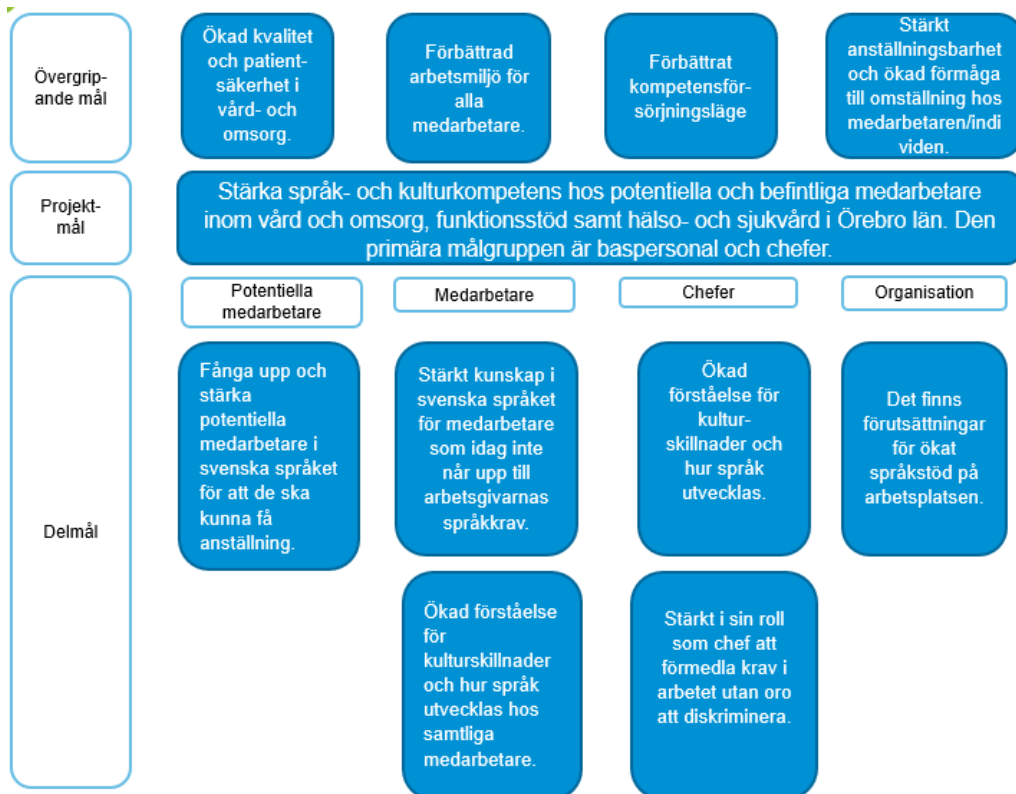 Övergrip-
ande mål
Ökad kvalitet
och patient-
säkerhet i
vård- och
omsorg.
Förbättrad
arbetsmiljö för
alla
medarbetare.
Förbättrat
kompetensför-
sörjningsläge
Stärkt
anställningsbarhet
och ökad förmåga
till omställning hos
medarbetaren/indi
viden.
Projekt-
mål
Stärka språk- och kulturkompetens hos potentiella och befintliga medarbetare
inom vård och omsorg, funktionsstöd samt hälso- och sjukvård i Örebro län. Den
primära målgruppen är baspersonal och chefer.
Delmål
Potentiella
medarbetare
Medarbetare
Chefer
Organisation
Fånga upp och
stärka
potentiella
medarbetare i
svenska språket
för att de ska
kunna få
anställning.
Stärkt kunskap i
svenska språket
för medarbetare
som idag inte
når upp till
arbetsgivarnas
språkkrav.
Ökad
förståelse för
kultur-
skillnader och
hur språk
utvecklas.
Det finns
förutsättningar
för ökat
språkstöd på
arbetsplatsen.
Ökad förståelse
för
kulturskillnader
och hur språk
utvecklas hos
samtliga
medarbetare.
Stärkt i sin roll
som chef att
förmedla krav i
arbetet utan oro
att diskriminera.